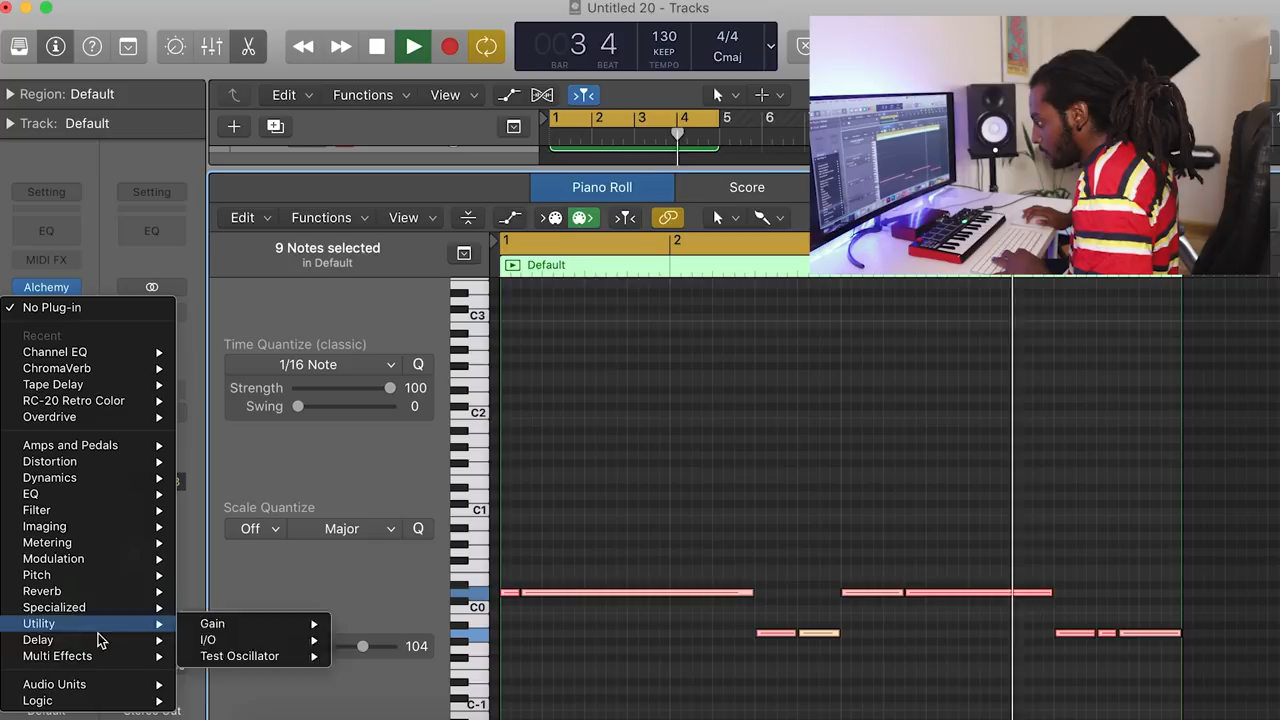 Untitled 20 - Tracks
003 4
BAR
BEAT
130
KEEP
TEMPO
4/4
Cmaj
Region: Default
Track: Default
Edit
Functions
View
1
2
3
4
5
6
Setting
Setting
EQ
EQ
MIDI FX
Alchemy
Piano Roll
Score
Edit
Functions
View
9 Notes selected
in Default
1
2
Default
No Plug-in
Recent
Channel EQ
ChromaVerb
Tape Delay
RC-20 Retro Color
Overdrive
Amps and Pedals
Distortion
Dynamics
EQ
Filter
Imaging
Metering
Modulation
Pitch
Utility
Delay
Multi Effects
Audio Units
Logic
Gain
I/O
Test Oscillator
Time Quantize (classic)
1/16 Note
Q
Strength
100
Swing
0
Scale Quantize
Off
Major
Q
104
C3
C2
C1
C0
C-1